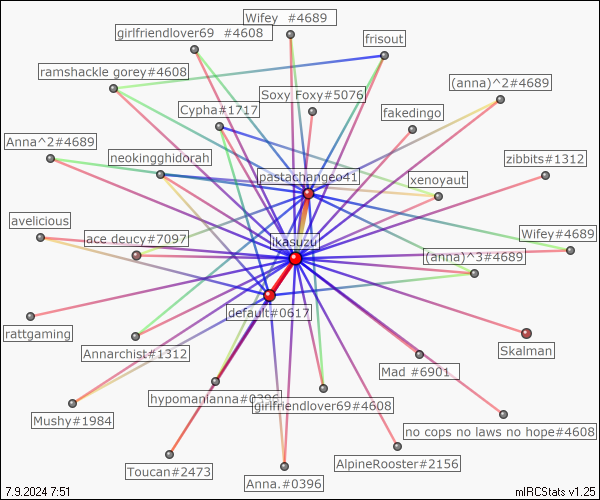 Wifey  #4689
girlfriendlover69  #4608
frisout
ramshackle gorey#4608
(anna)^2#4689
Soxy Foxy#5076
Cypha#1717
fakedingo
Anna^2#4689
neokingghidorah
zibbits#1312
pastachangeo41
xenoyaut
avelicious
Wifey#4689
ace deucy#7097
ikasuzu
(anna)^3#4689
default#0617
rattgaming
Annarchist#1312
Skalman
Mad #6901
hypomanianna#0396
girlfriendlover69#4608
Mushy#1984
no cops no laws no hope#4608
Toucan#2473
AlpineRooster#2156
Anna.#0396
7.9.2024 7:51
mIRCStats v1.25